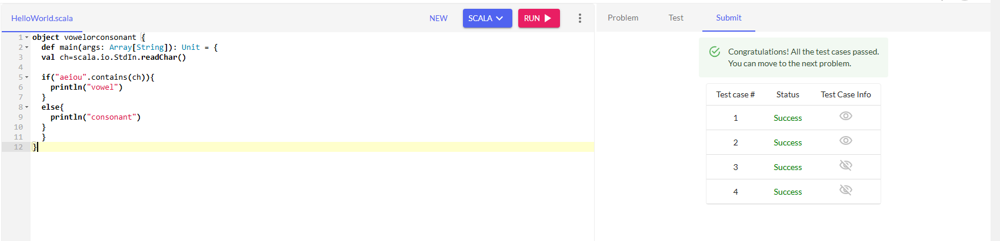 HelloWorld.scala
NEW
SCALA
RUN
1 object vowelorconsonant {
2 def main(args: Array[String]): Unit = {
3 val ch=scala.io.StdIn.readChar()
4
5 if("aeiou".contains(ch)){
6 println("vowel")
7 }
8 else{
9 println("consonant")
10 }
11 }
12 }
Problem Test Submit
Congratulations! All the test cases passed.
You can move to the next problem.
Test case # Status Test Case Info
1 Success
2 Success
3 Success
4 Success